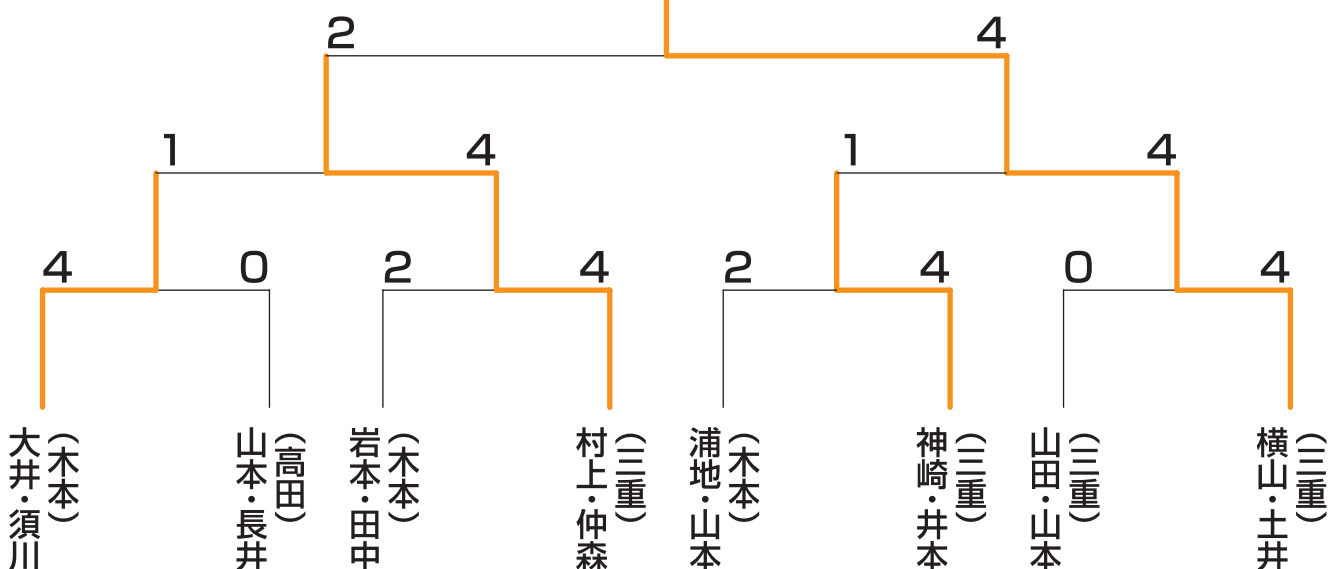 2 4
1 4 1 4
4 0 2 4 2 4 0 4
大井・須川(木本)
山本・長井(高田)
岩本・田中(木本)
村上・仲森(三重)
浦地・山本(木本)
神崎・井本(三重)
山田・山本(三重)
横山・土井(三重)